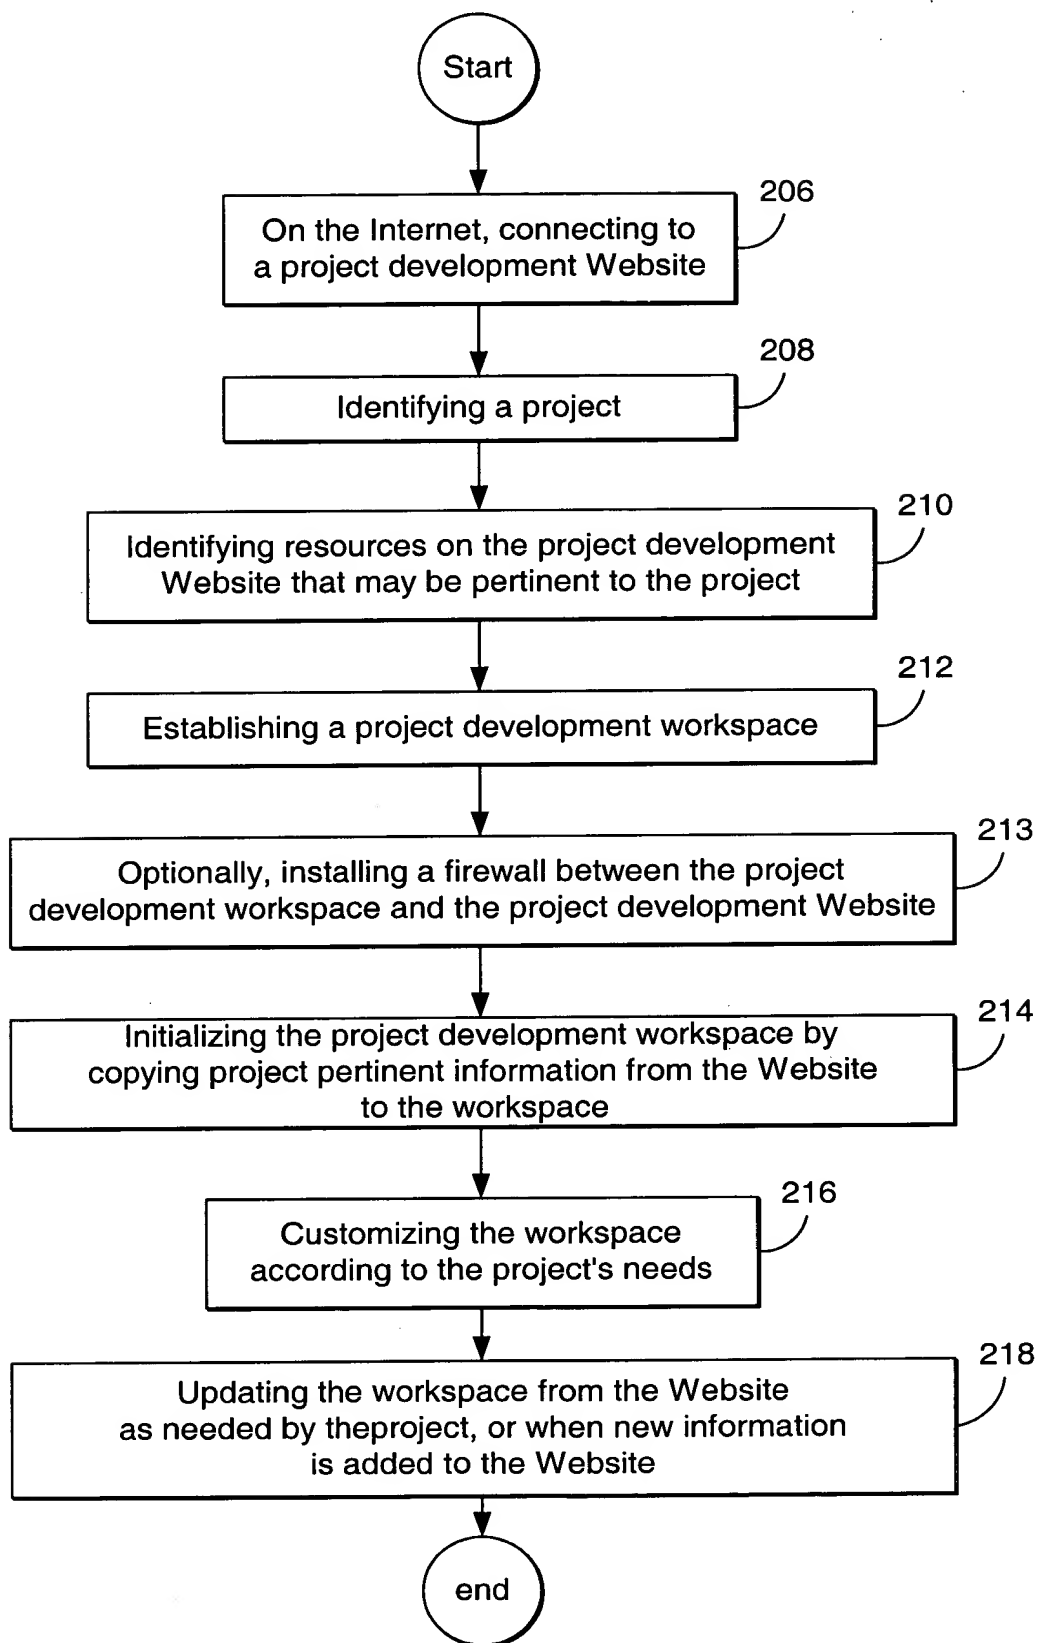 Start
206
On the Internet, connecting to
a project development Website
208
Identifying a project
210
Identifying resources on the project development
Website that may be pertinent to the project
212
Establishing a project development workspace
213
Optionally, installing a firewall between the project
development workspace and the project development Website
214
Initializing the project development workspace by
copying project pertinent information from the Website
to the workspace
216
Customizing the workspace
according to the project's needs
218
Updating the workspace from the Website
as needed by theproject, or when new information
is added to the Website
end